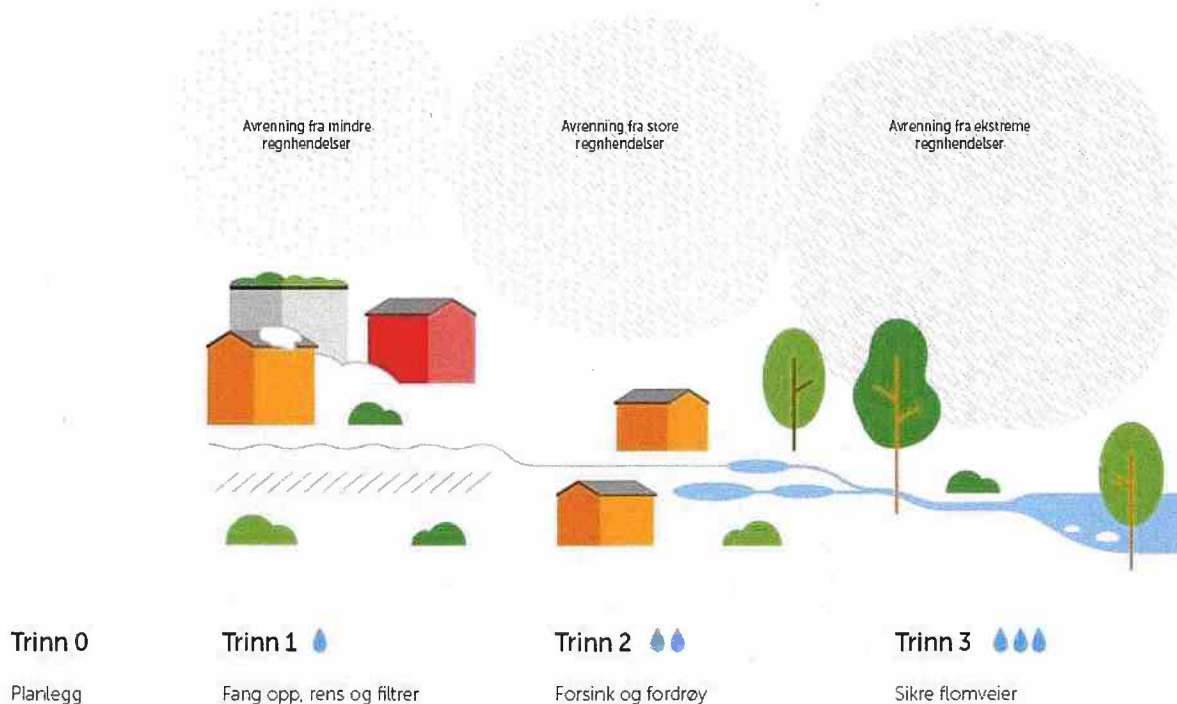 Avrenning fra mindre
regnhendelser
Avrenning fra store
regnhendelser
Avrenning fra ekstreme
regnhendelser
Trinn 0
Planlegg
Trinn 1
Fang opp, rens og filtrer
Trinn 2
Forsink og fordrøy
Trinn 3
Sikre flomveier